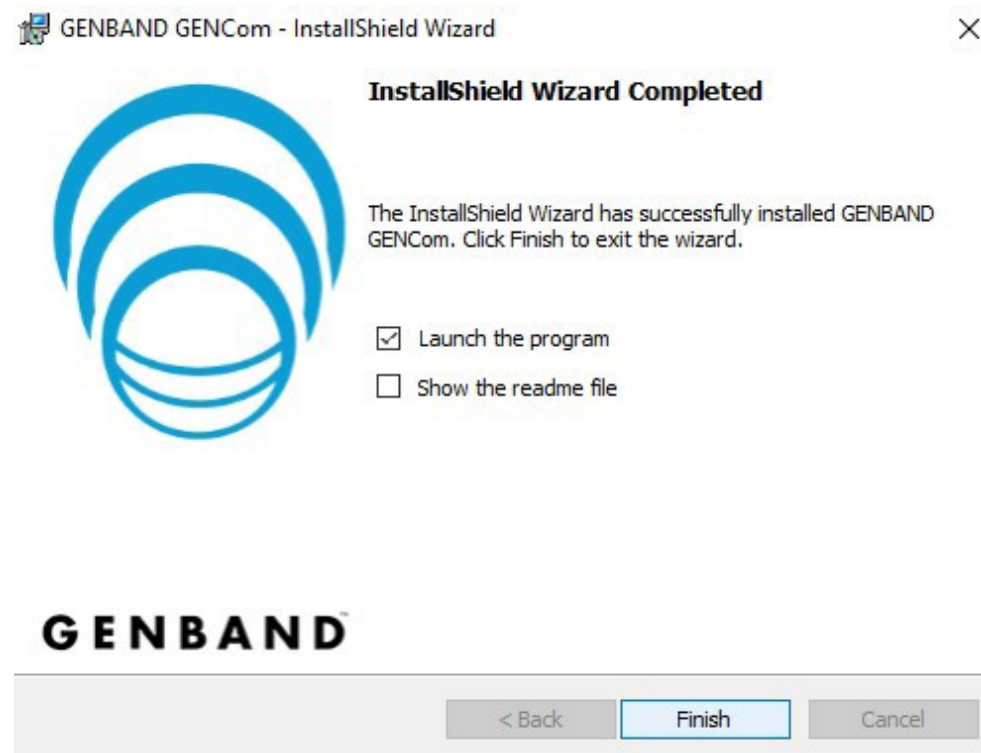 GENBAND GENCom - InstallShield Wizard
InstallShield Wizard Completed
The InstallShield Wizard has successfully installed GENBAND
GENCom. Click Finish to exit the wizard.
Launch the program
Show the readme file
GENBAND™
< Back
Finish
Cancel